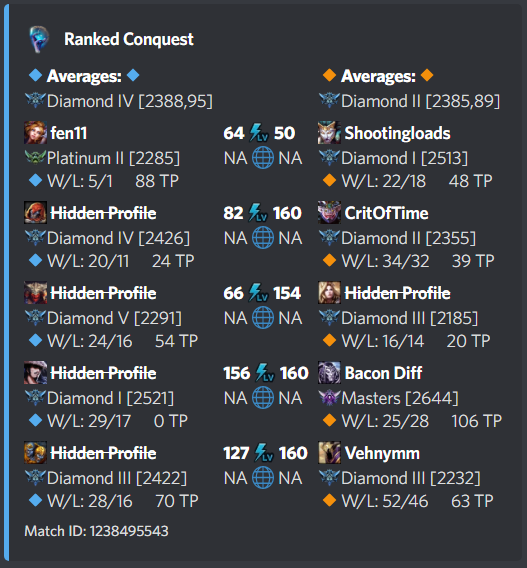 Ranked Conquest
Averages: Averages:
Diamond IV [2388,95] Diamond II [2385,89]
fen11 64 LV 50 Shootingloads
Platinum II [2285] NA NA Diamond I [2513]
W/L: 5/1 88 TP W/L: 22/18 48 TP
Hidden Profile 82 LV 160 CritOfTime
Diamond IV [2426] NA NA Diamond II [2355]
W/L: 20/11 24 TP W/L: 34/32 39 TP
Hidden Profile 66 LV 154 Hidden Profile
Diamond V [2291] NA NA Diamond III [2185]
W/L: 24/16 54 TP W/L: 16/14 20 TP
Hidden Profile 156 LV 160 Bacon Diff
Diamond I [2521] NA NA Masters [2644]
W/L: 29/17 0 TP W/L: 25/28 106 TP
Hidden Profile 127 LV 160 Vehnymm
Diamond III [2422] NA NA Diamond III [2232]
W/L: 28/16 70 TP W/L: 52/46 63 TP
Match ID: 1238495543